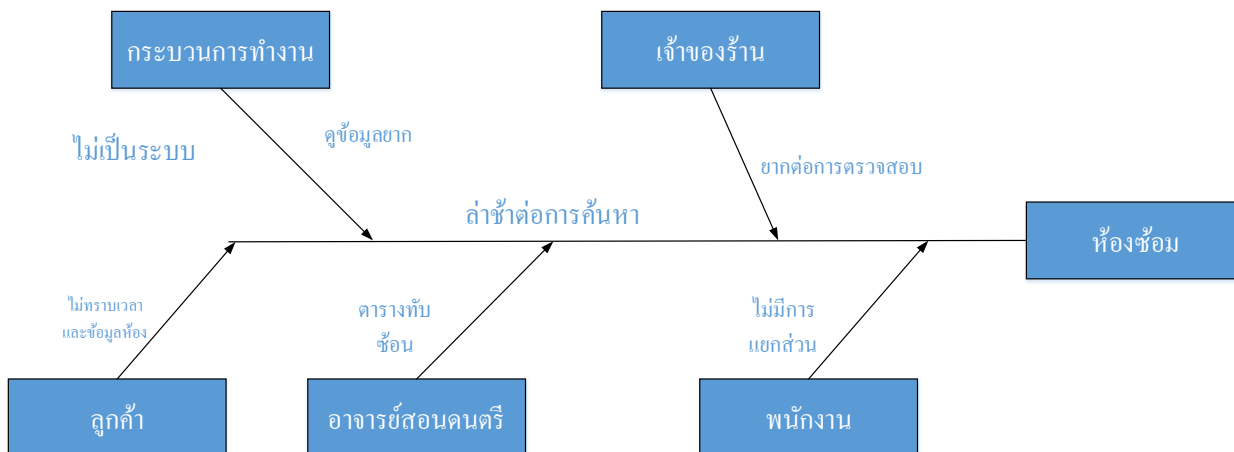 กระบวนการทำงาน
เจ้าของร้าน
ไม่เป็นระบบ
ดูข้อมูลยาก
ยากต่อการตรวจสอบ
ล่าช้าต่อการค้นหา
ห้องซ้อม
ไม่ทราบเวลา
และข้อมูลห้อง
ตารางทับ
ซ้อน
ไม่มีการ
แยกส่วน
ลูกค้า
อาจารย์สอนดนตรี
พนักงาน